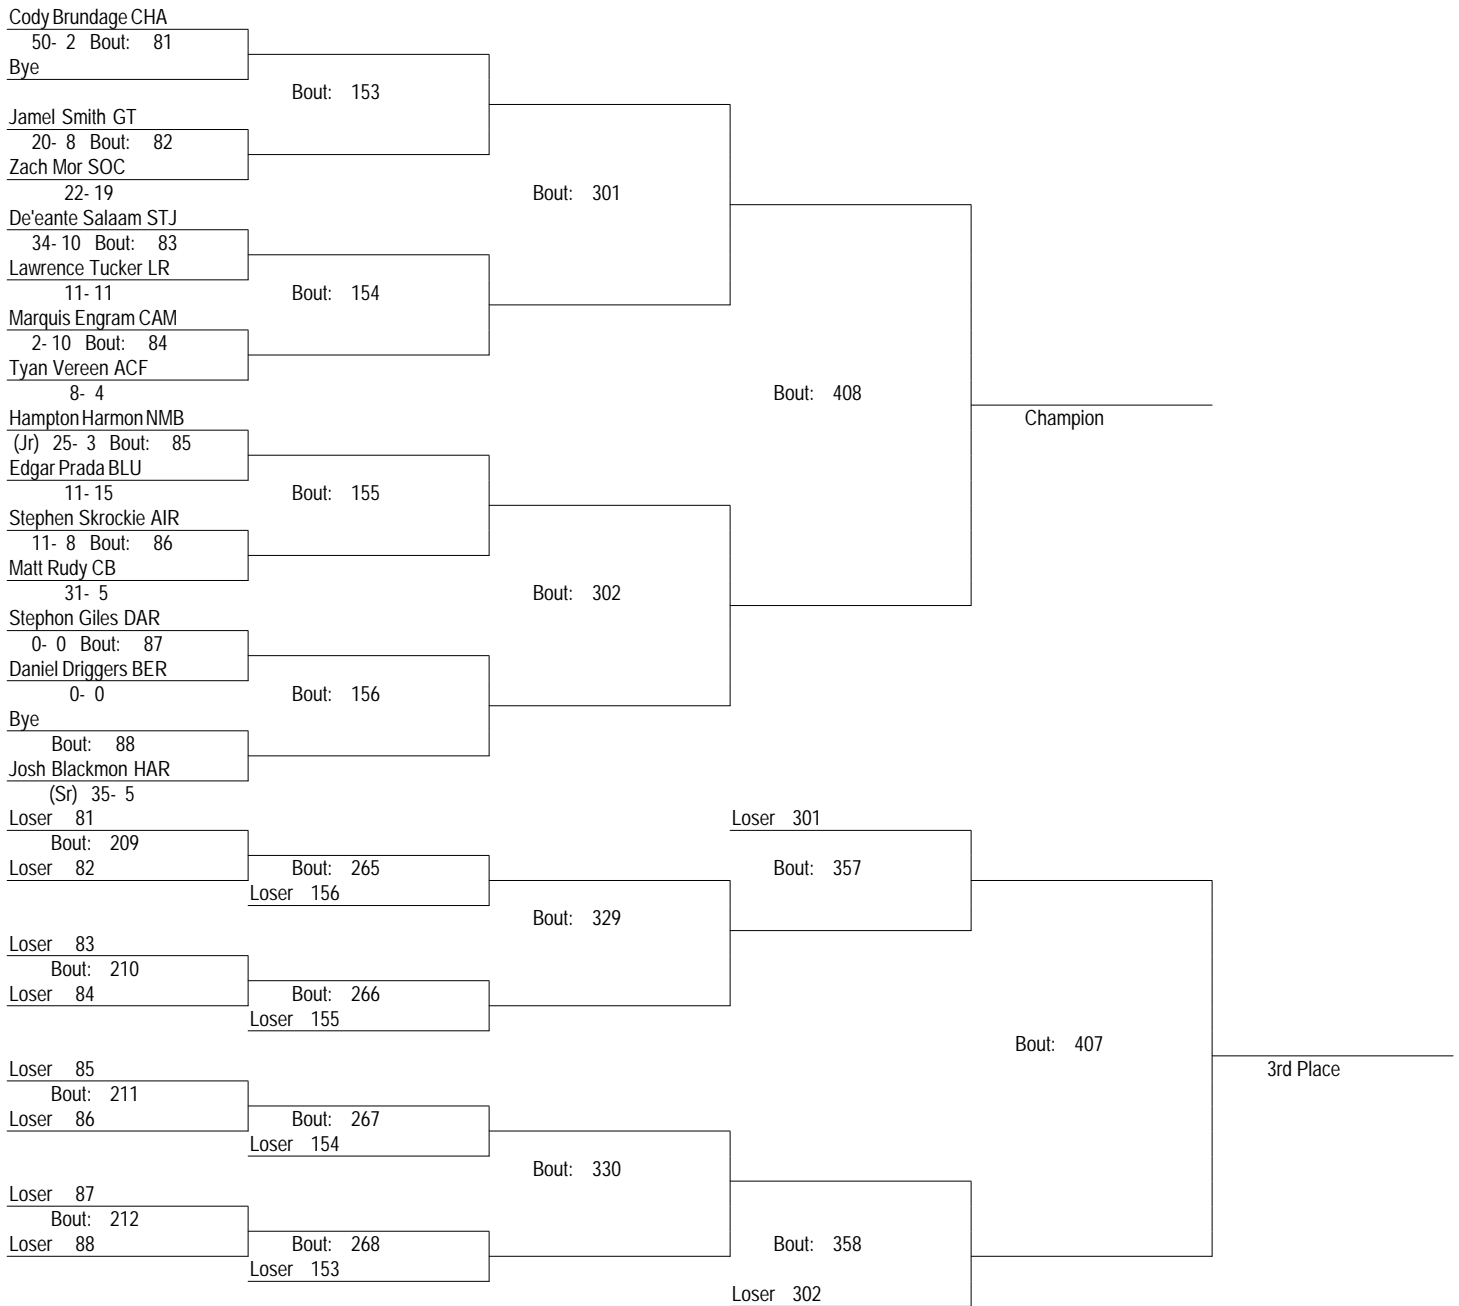 Cody Brundage CHA
50- 2 Bout: 81
Bye
Bout: 153
Jamel Smith GT
20- 8 Bout: 82
Zach Mor SOC
22- 19
Bout: 301
De'eante Salaam STJ
34- 10 Bout: 83
Lawrence Tucker LR
11- 11
Bout: 154
Marquis Engram CAM
2- 10 Bout: 84
Tyan Vereen ACF
8- 4
Bout: 408
Hampton Harmon NMB
Champion
(Jr) 25- 3 Bout: 85
Edgar Prada BLU
11- 15
Bout: 155
Stephen Skrockie AIR
11- 8 Bout: 86
Matt Rudy CB
31- 5
Bout: 302
Stephon Giles DAR
0- 0 Bout: 87
Daniel Driggers BER
0- 0
Bout: 156
Bye
Bout: 88
Josh Blackmon HAR
(Sr) 35- 5
Loser 81
Loser 301
Bout: 209
Loser 82
Bout: 265
Bout: 357
Loser 156
Bout: 329
Loser 83
Bout: 210
Loser 84
Bout: 266
Loser 155
Bout: 407
Loser 85
3rd Place
Bout: 211
Loser 86
Bout: 267
Loser 154
Bout: 330
Loser 87
Bout: 212
Loser 88
Bout: 268
Bout: 358
Loser 153
Loser 302